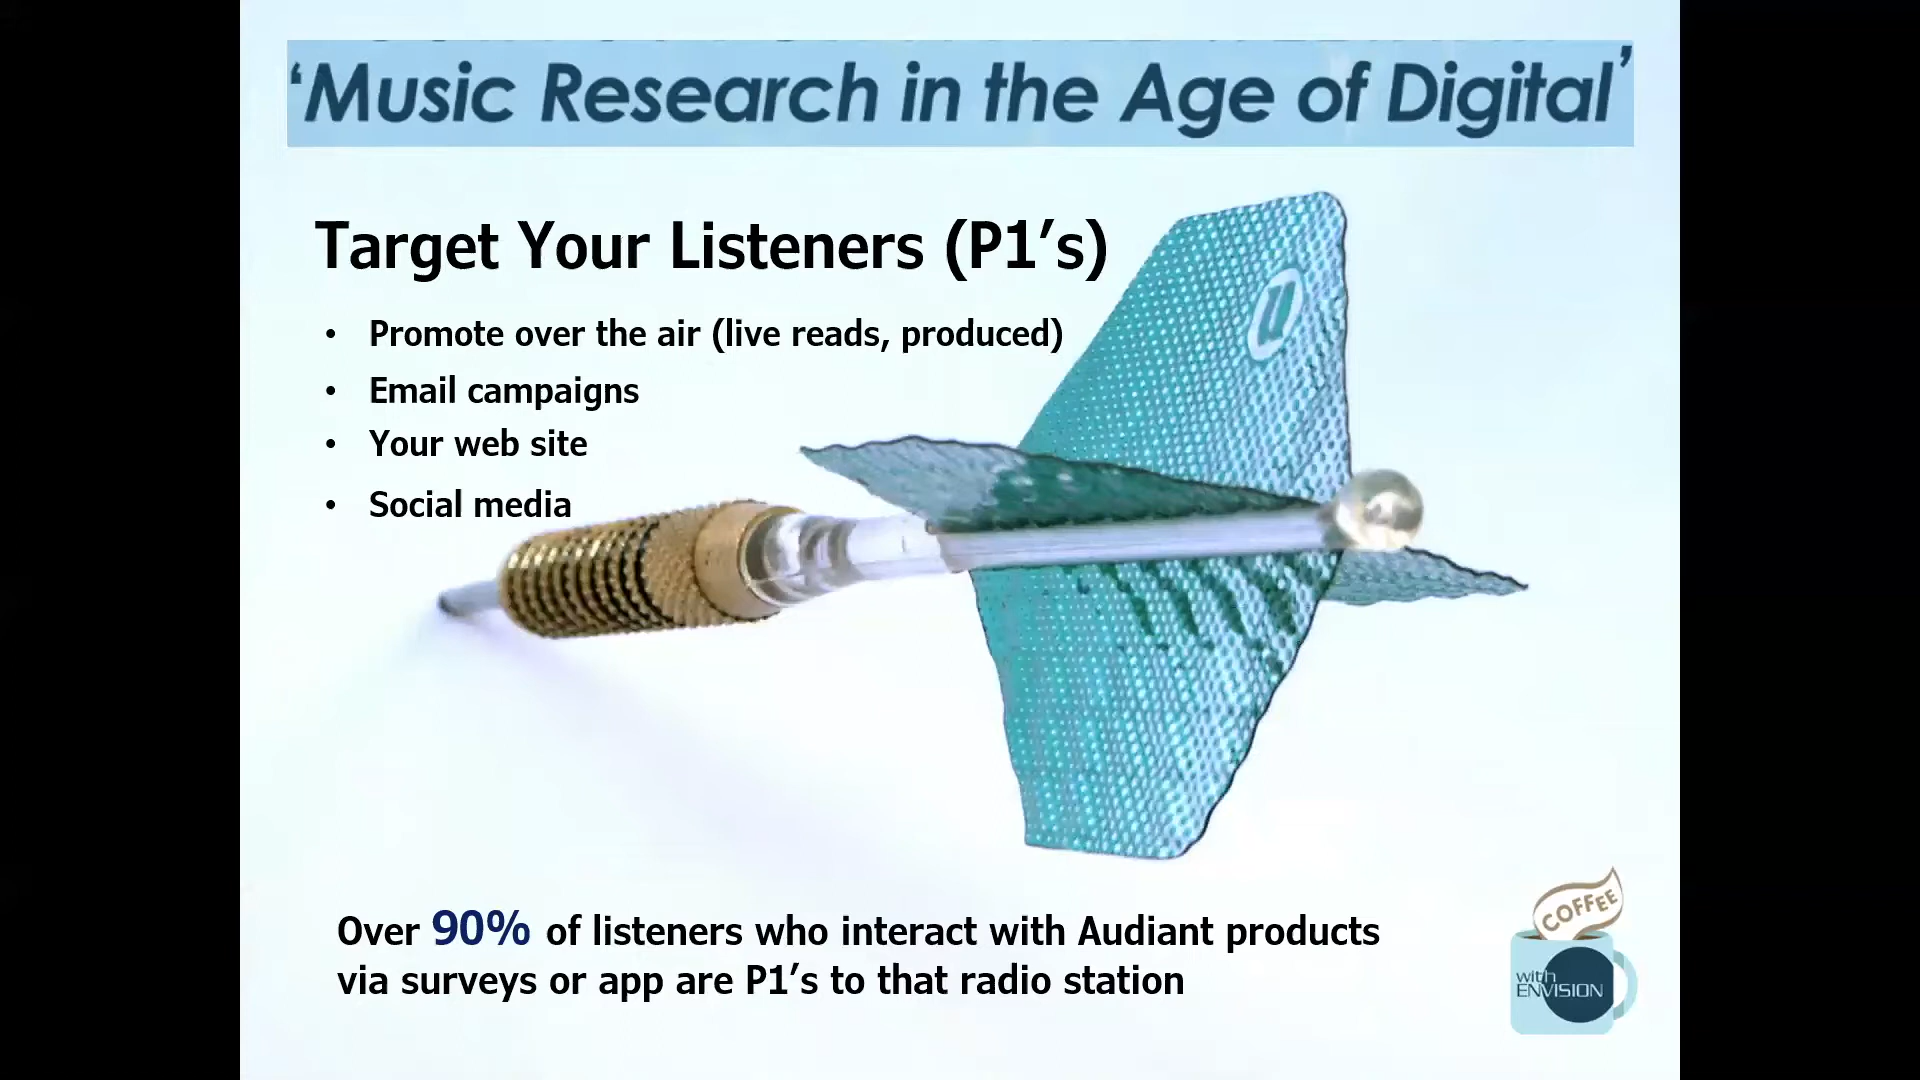 ‘Music Research in the Age of Digital’
Target Your Listeners (P1’s)
• Promote over the air (live reads, produced)
• Email campaigns
• Your web site
• Social media
u
Over 90% of listeners who interact with Audiant products
via surveys or app are P1’s to that radio station
COFFEE
with
ENVISION